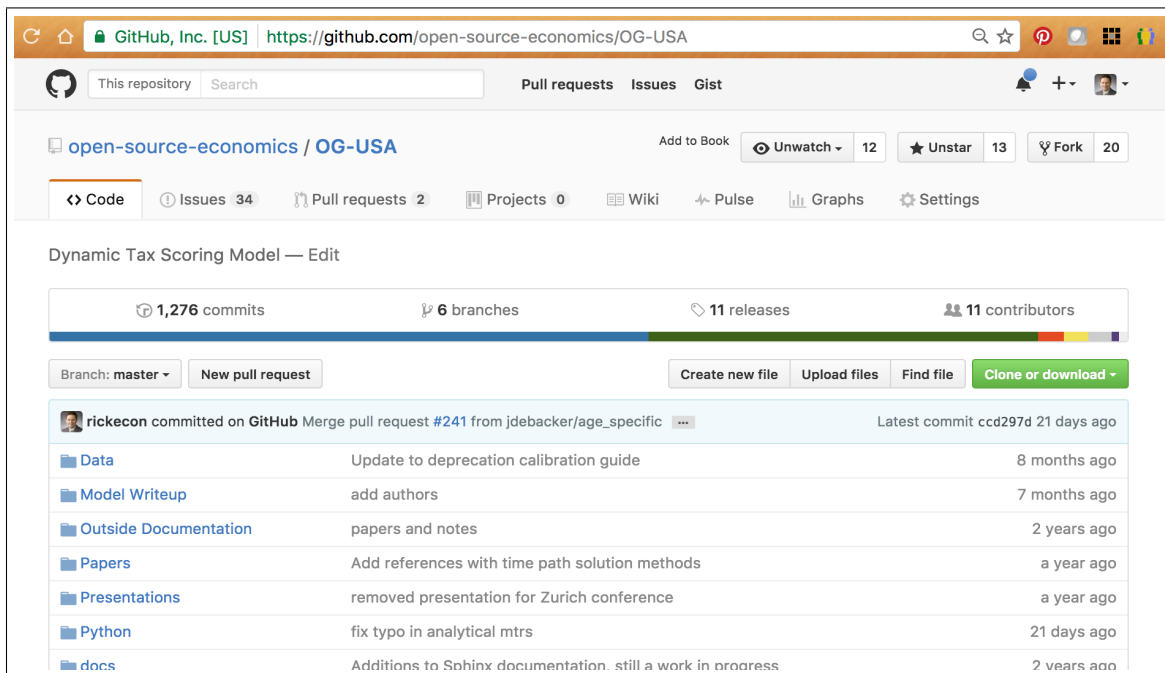 GitHub, Inc. [US] https://github.com/open-source-economics/OG-USA
This repository Search Pull requests Issues Gist
open-source-economics / OG-USA Add to Book Unwatch 12 Unstar 13 Fork 20
Code Issues 34 Pull requests 2 Projects 0 Wiki Pulse Graphs Settings
Dynamic Tax Scoring Model — Edit
1,276 commits 6 branches 11 releases 11 contributors
Branch: master New pull request Create new file Upload files Find file Clone or download
rickecon committed on GitHub Merge pull request #241 from jdebacker/age_specific ... Latest commit ccd297d 21 days ago
Data Update to deprecation calibration guide 8 months ago
Model Writeup add authors 7 months ago
Outside Documentation papers and notes 2 years ago
Papers Add references with time path solution methods a year ago
Presentations removed presentation for Zurich conference a year ago
Python fix typo in analytical mtrs 21 days ago
docs Additions to Sphinx documentation, still a work in progress 2 years ago